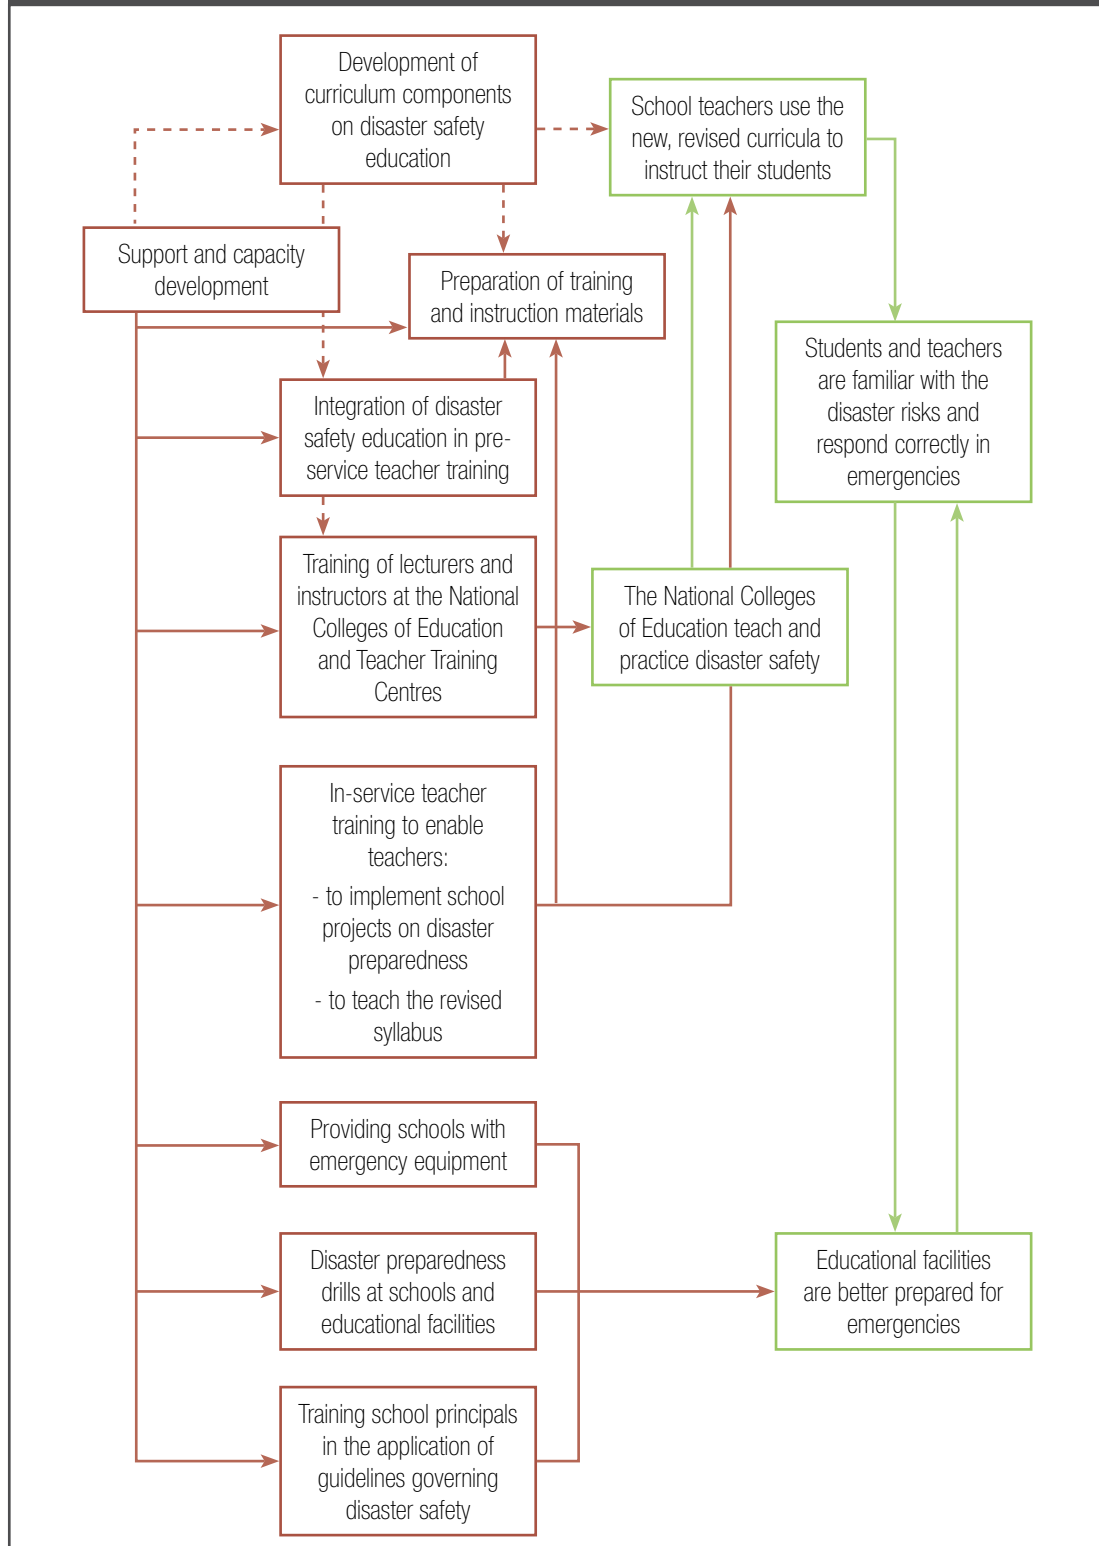 Development of
curriculum components
on disaster safety
education
School teachers use the
new, revised curricula to
instruct their students
Support and capacity
development
Preparation of training
and instruction materials
Students and teachers
are familiar with the
disaster risks and
respond correctly in
emergencies
Integration of disaster
safety education in pre-
service teacher training
Training of lecturers and
instructors at the National
Colleges of Education
and Teacher Training
Centres
The National Colleges
of Education teach and
practice disaster safety
In-service teacher
training to enable
teachers:
- to implement school
projects on disaster
preparedness
- to teach the revised
syllabus
Providing schools with
emergency equipment
Disaster preparedness
drills at schools and
educational facilities
Educational facilities
are better prepared for
emergencies
Training school principals
in the application of
guidelines governing
disaster safety